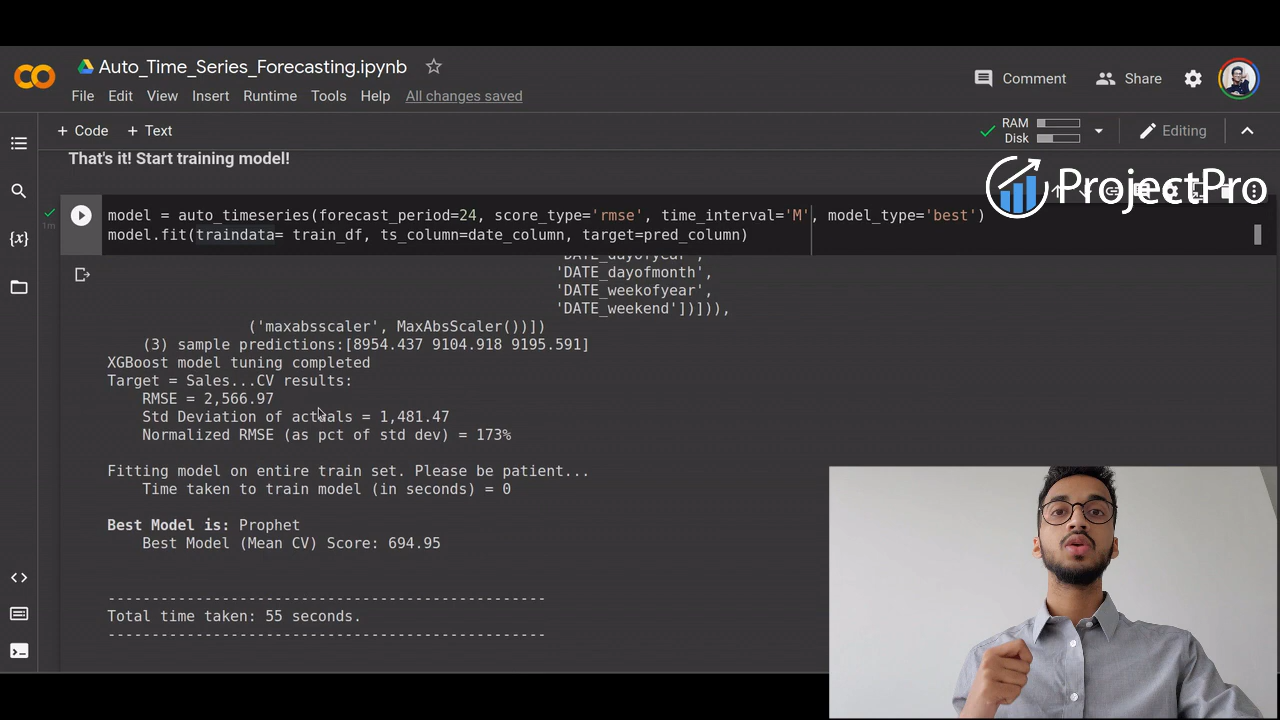 Auto_Time_Series_Forecasting.ipynb
Comment
Share
File Edit View Insert Runtime Tools Help All changes saved
+ Code + Text
RAM
Disk
Editing
That's it! Start training model!
ProjectPro
model = auto_timeseries(forecast_period=24, score_type='rmse', time_interval='M', model_type='best')
model.fit(traindata= train_df, ts_column=date_column, target=pred_column)
1m
{x}
'DATE_dayofyear',
'DATE_dayofmonth',
'DATE_weekofyear',
'DATE_weekend'])])),
('maxabsscaler', MaxAbsScaler())])
(3) sample predictions:[8954.437 9104.918 9195.591]
XGBoost model tuning completed
Target = Sales...CV results:
RMSE = 2,566.97
Std Deviation of actuals = 1,481.47
Normalized RMSE (as pct of std dev) = 173%
Fitting model on entire train set. Please be patient...
Time taken to train model (in seconds) = 0
Best Model is: Prophet
Best Model (Mean CV) Score: 694.95
--------------------------------------------------
Total time taken: 55 seconds.
--------------------------------------------------